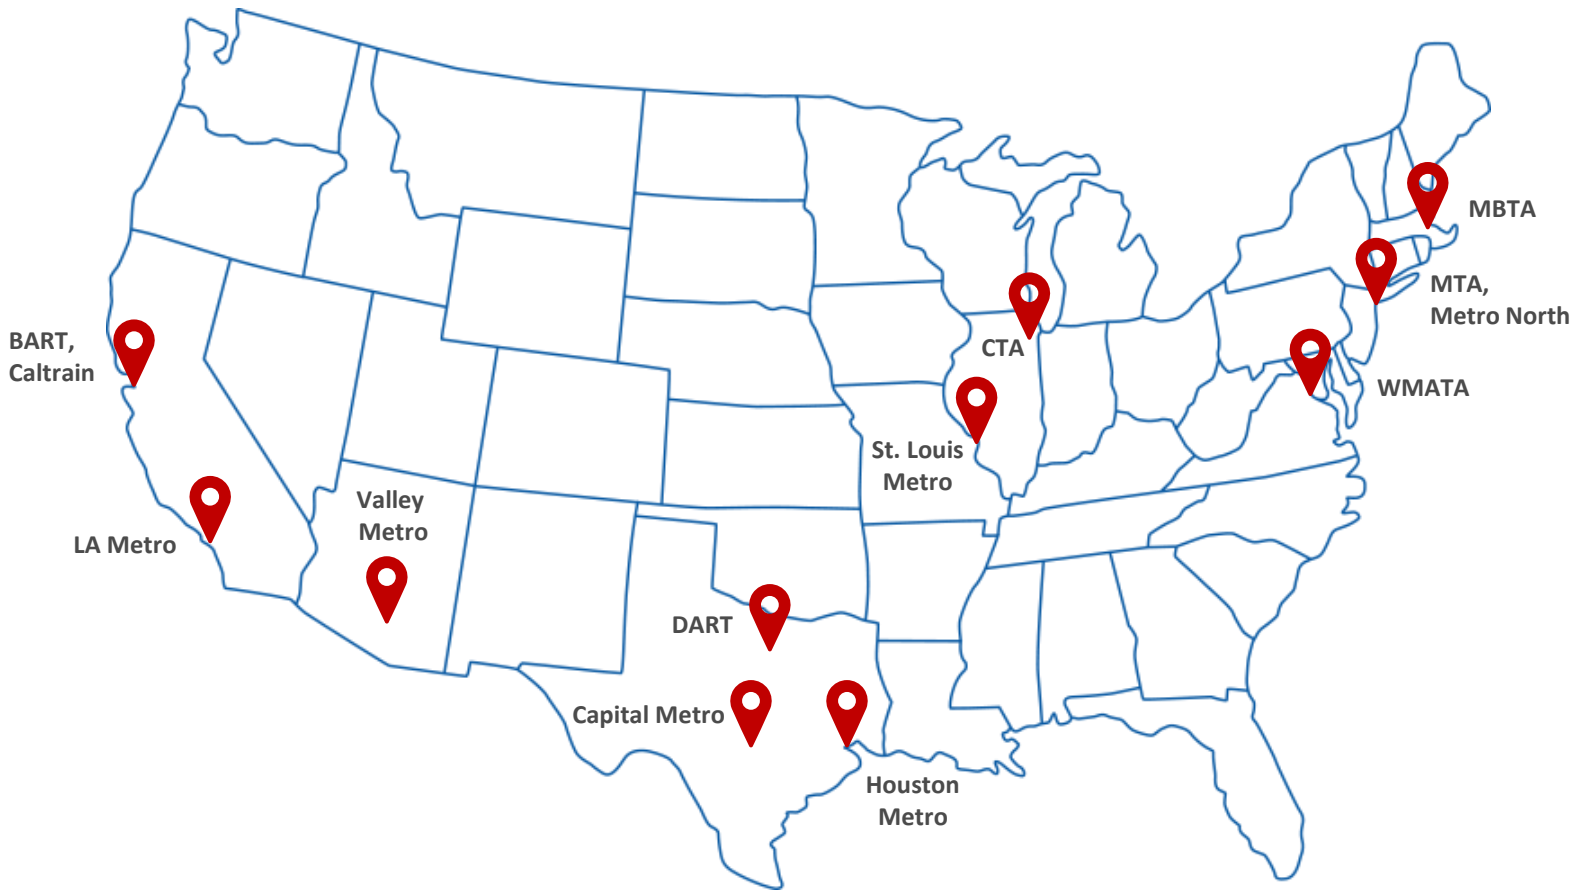 MBTA
MTA,
Metro North
BART,
Caltrain
CTA
WMATA
St. Louis
Metro
Valley
Metro
LA Metro
DART
Capital Metro
Houston
Metro